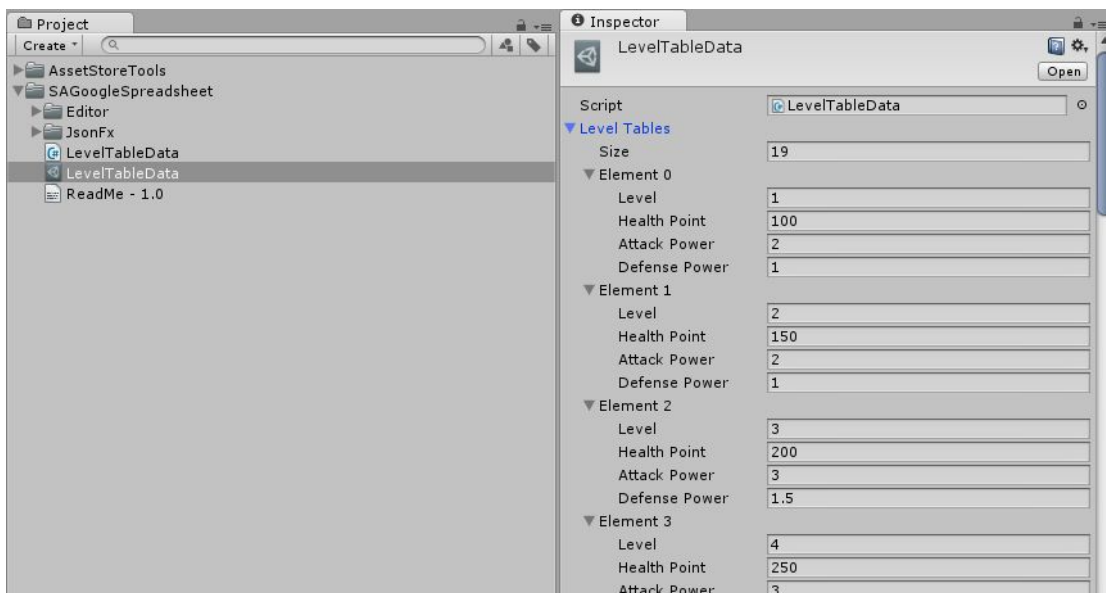 Project
Create
AssetStoreTools
SAGoogleSpreadsheet
Editor
JsonFx
LevelTableData
LevelTableData
ReadMe - 1.0
Inspector
LevelTableData
Open
Script LevelTableData
Level Tables
Size 19
Element 0
Level 1
Health Point 100
Attack Power 2
Defense Power 1
Element 1
Level 2
Health Point 150
Attack Power 2
Defense Power 1
Element 2
Level 3
Health Point 200
Attack Power 3
Defense Power 1.5
Element 3
Level 4
Health Point 250
Attack Power 3